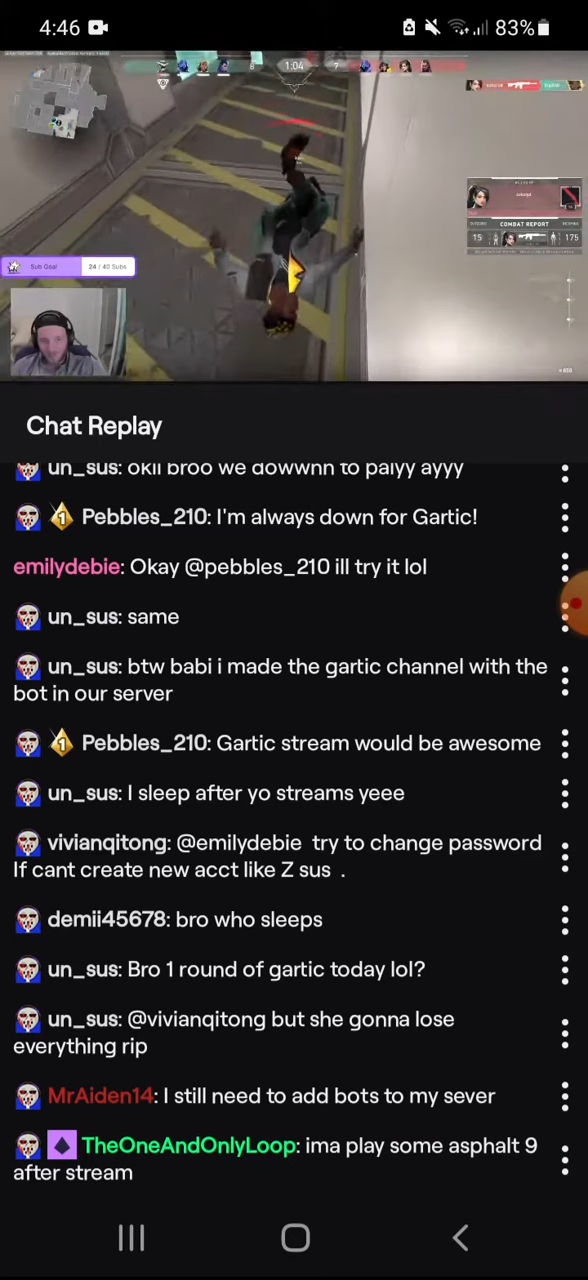 4:46
83%
6
1:04
7
COMBAT REPORT
15
175
Sub Goal
24 / 40 Subs
Chat Replay
un_sus: okii broo we dowwnn to palyy ayyy
Pebbles_210: I'm always down for Gartic!
emilydebie: Okay @pebbles_210 ill try it lol
un_sus: same
un_sus: btw babi i made the gartic channel with the
bot in our server
Pebbles_210: Gartic stream would be awesome
un_sus: I sleep after yo streams yeee
vivianqitong: @emilydebie try to change password
If cant create new acct like Z sus .
demii45678: bro who sleeps
un_sus: Bro 1 round of gartic today lol?
un_sus: @vivianqitong but she gonna lose
everything rip
MrAiden14: I still need to add bots to my sever
TheOneAndOnlyLoop: ima play some asphalt 9
after stream